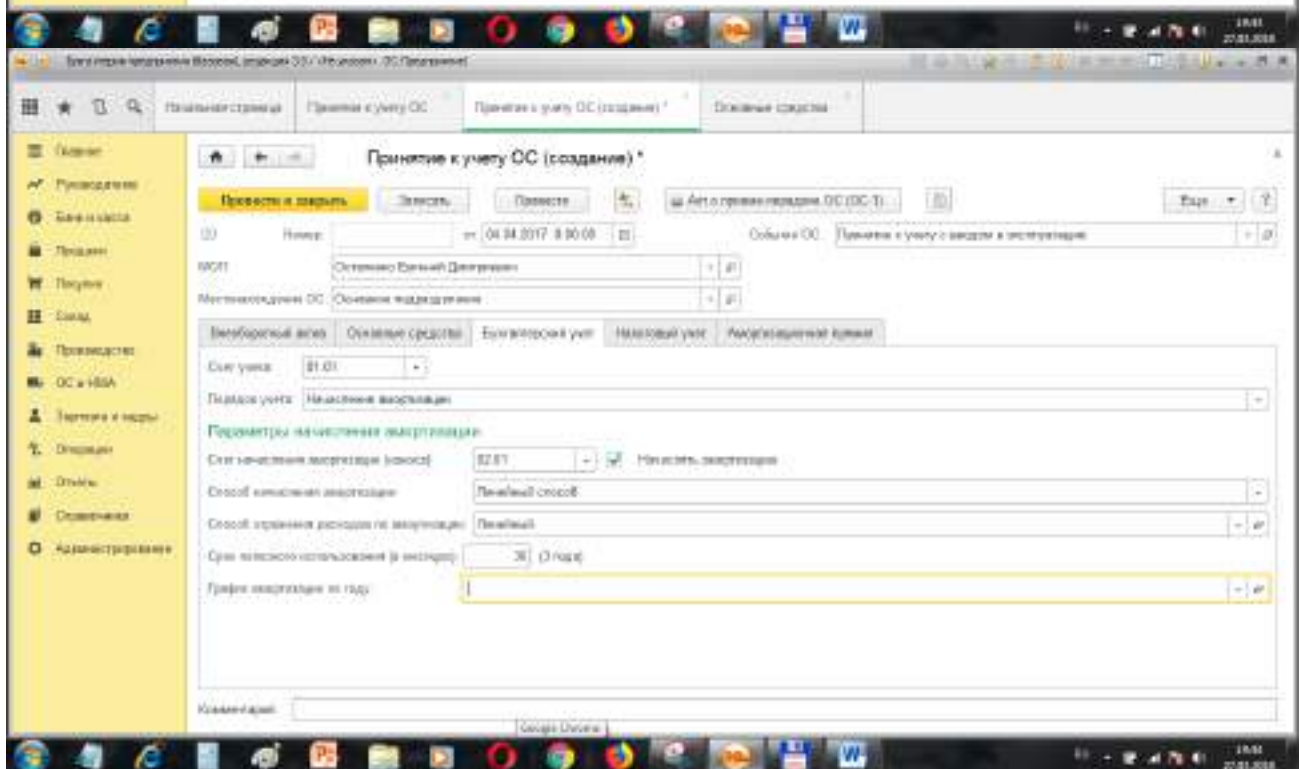 Начальная страница Принятие к учету ОС Принятие к учету ОС (создание) * Основные средства
Главное
Руководителю
Банк и касса
Продажи
Покупки
Склад
Производство
ОС и НМА
Зарплата и кадры
Операции
Отчеты
Справочники
Администрирование
Принятие к учету ОС (создание) *
Провести и закрыть Записать Провести Акт о приеме-передаче ОС (ОС-1) Еще ?
Номер: от: 04.04.2017 0:00:00 Событие ОС: Принятие к учету с вводом в эксплуатацию
МОЛ: Дмитриевич
Местонахождение ОС: Основное подразделение
Внеоборотный актив Основные средства Бухгалтерский учет Налоговый учет Амортизационная премия
Счет учета: 01.01
Порядок учета: Начисление амортизации
Параметры начисления амортизации
Счет начисления амортизации (износа): 02.01 Начислять амортизацию
Способ начисления амортизации: Линейный способ
Способ отражения расходов по амортизации: Линейный
Срок полезного использования (в месяцах): 36 (3 года)
График амортизации по году:
Комментарий:
Google Chrome